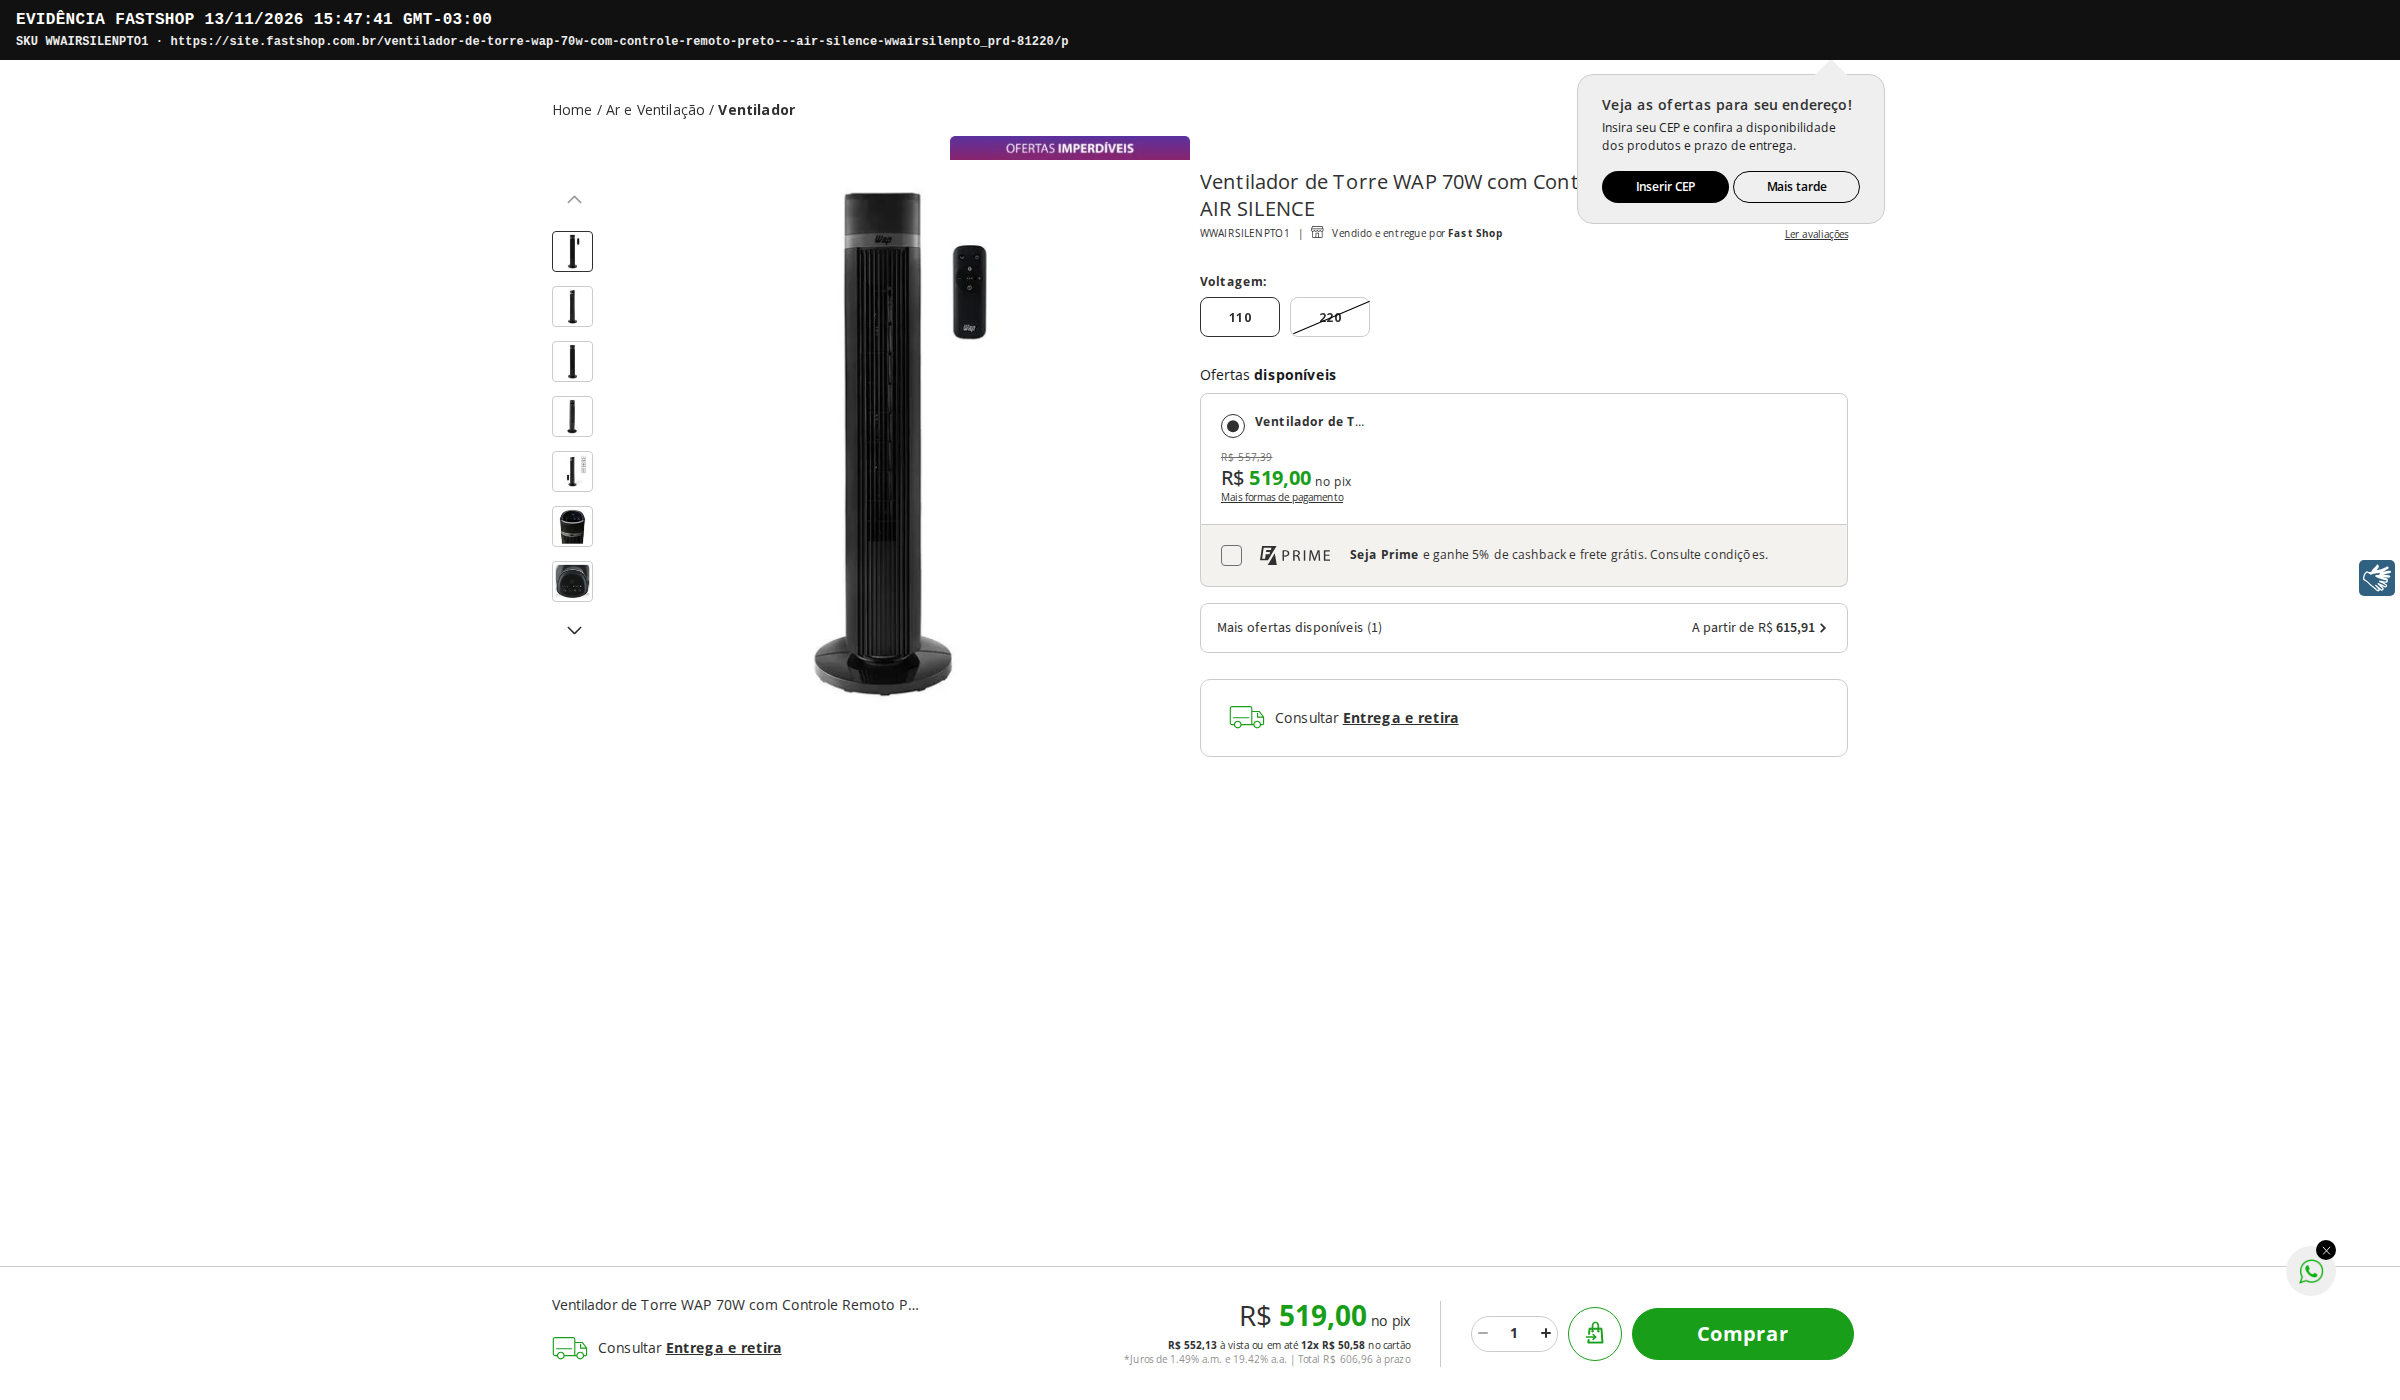 EVIDÊNCIA FASTSHOP 13/11/2026 15:47:41 GMT-03:00
SKU WWAIRSILENPTO1 · https://site.fastshop.com.br/ventilador-de-torre-wap-70w-com-controle-remoto-preto---air-silence-wwairsilenpto_prd-81220/p
Home / Ar e Ventilação / Ventilador
Veja as ofertas para seu endereço!
Insira seu CEP e confira a disponibilidade
dos produtos e prazo de entrega.
Inserir CEP
Mais tarde
OFERTAS IMPERDÍVEIS
Ventilador de Torre WAP 70W com Cont
AIR SILENCE
WWAIRSILENPTO1 | Vendido e entregue por Fast Shop
Ler avaliações
Wap
Wap
Voltagem:
110
220
Ofertas disponíveis
Ventilador de T...
R$ 557,39
R$ 519,00 no pix
Mais formas de pagamento
PRIME Seja Prime e ganhe 5% de cashback e frete grátis. Consulte condições.
Mais ofertas disponíveis (1)
A partir de R$ 615,91
Consultar Entrega e retira
Ventilador de Torre WAP 70W com Controle Remoto P...
Consultar Entrega e retira
R$ 519,00 no pix
R$ 552,13 à vista ou em até 12x R$ 50,58 no cartão
*Juros de 1.49% a.m. e 19.42% a.a. | Total R$ 606,96 à prazo
1
Comprar